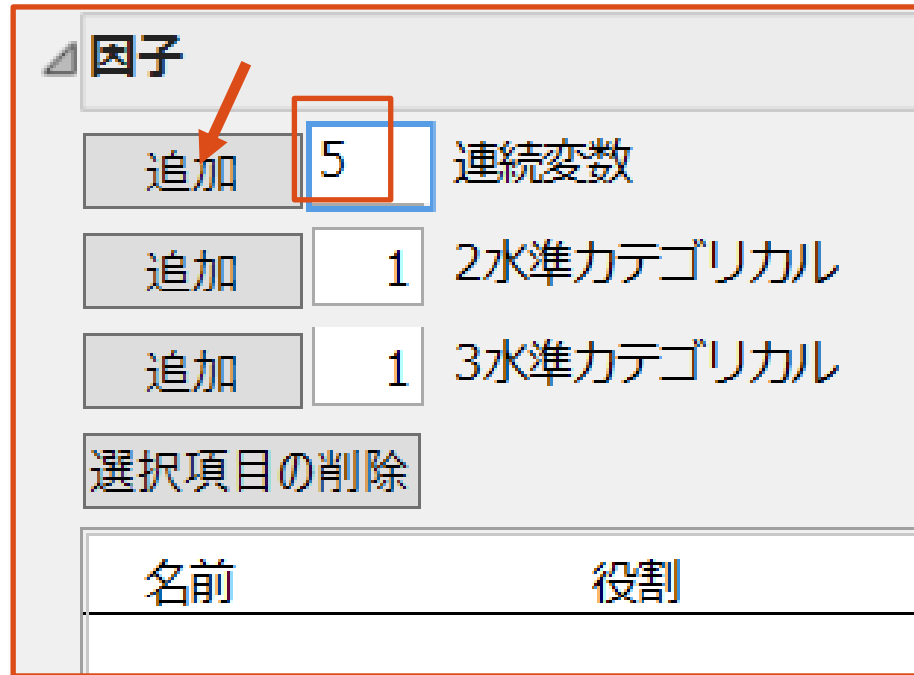 因子
追加 5 連続変数
追加 1 2水準カテゴリカル
追加 1 3水準カテゴリカル
選択項目の削除
名前 役割